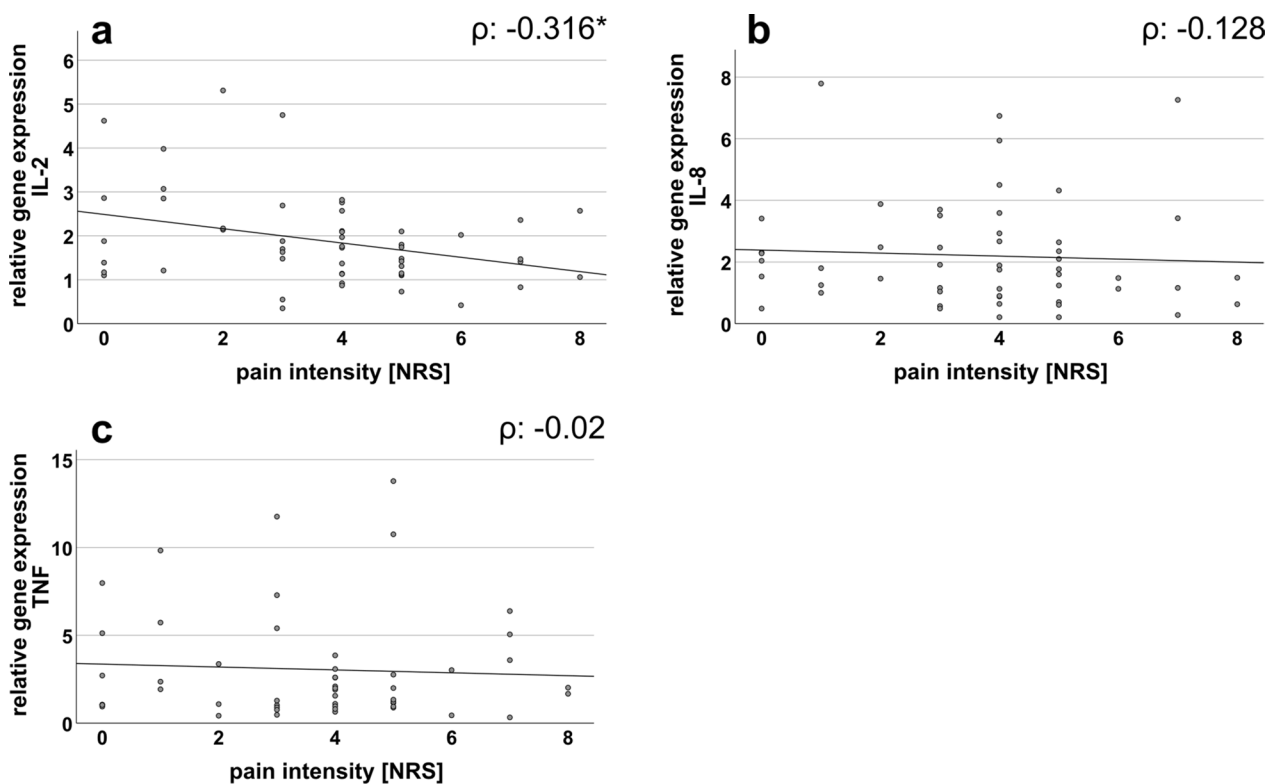 a
ρ: -0.316*
relative gene expression
IL-2
6
5
4
3
2
1
0
0 2 4 6 8
pain intensity [NRS]
b
ρ: -0.128
relative gene expression
IL-8
8
6
4
2
0
0 2 4 6 8
pain intensity [NRS]
c
ρ: -0.02
relative gene expression
TNF
15
10
5
0
0 2 4 6 8
pain intensity [NRS]